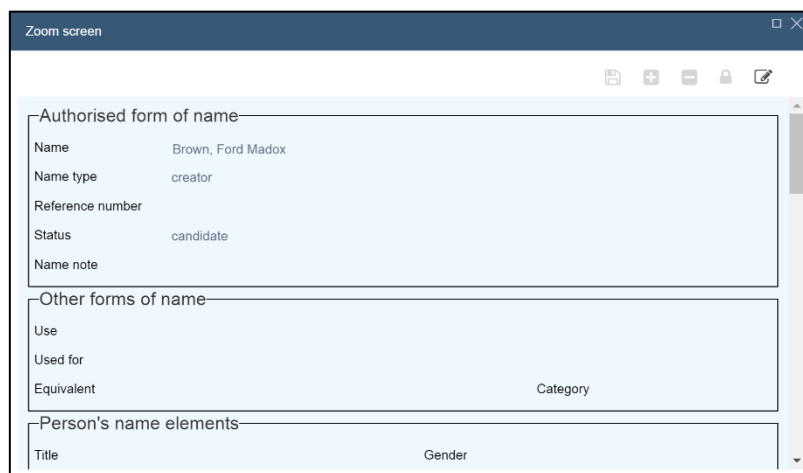 Zoom screen
Authorised form of name
Name Brown, Ford Madox
Name type creator
Reference number
Status candidate
Name note
Other forms of name
Use
Used for
Equivalent Category
Person's name elements
Title Gender